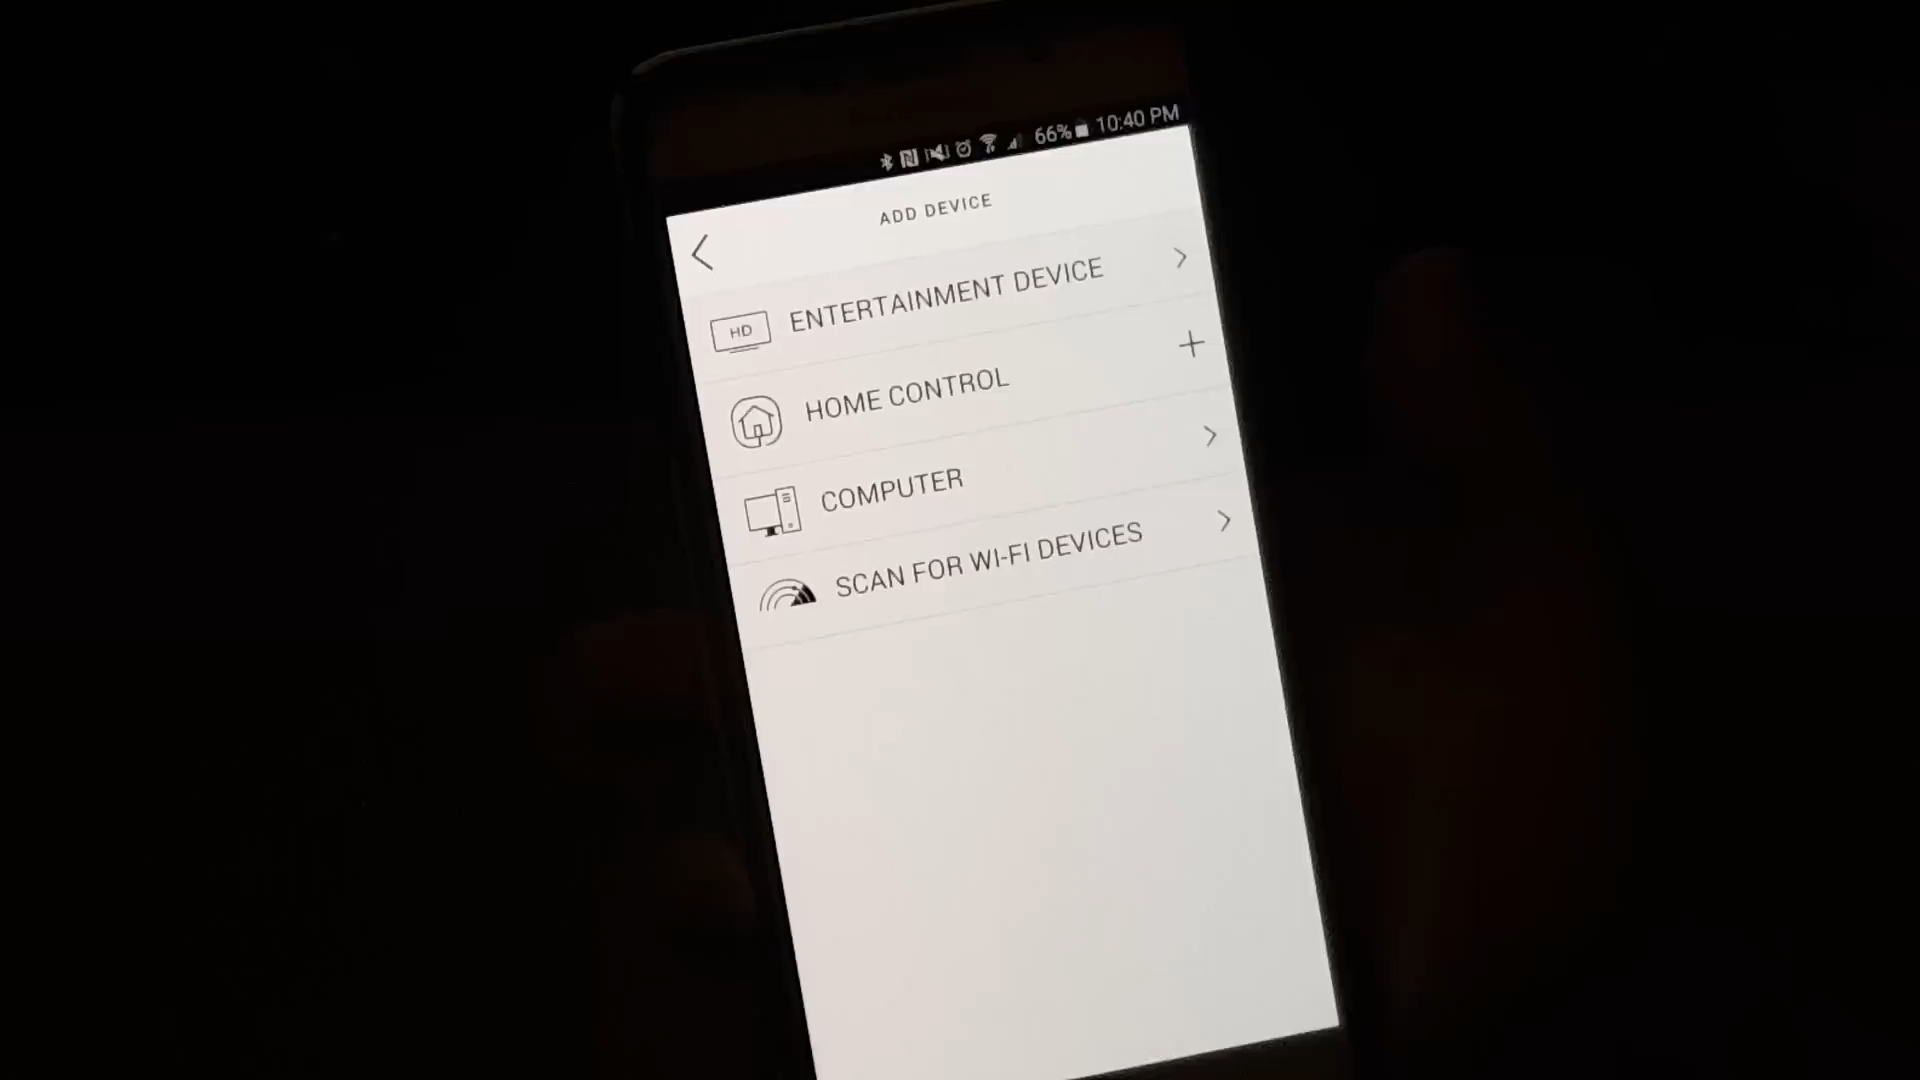 66% 10:40 PM
ADD DEVICE
HD ENTERTAINMENT DEVICE
HOME CONTROL
COMPUTER
SCAN FOR WI-FI DEVICES